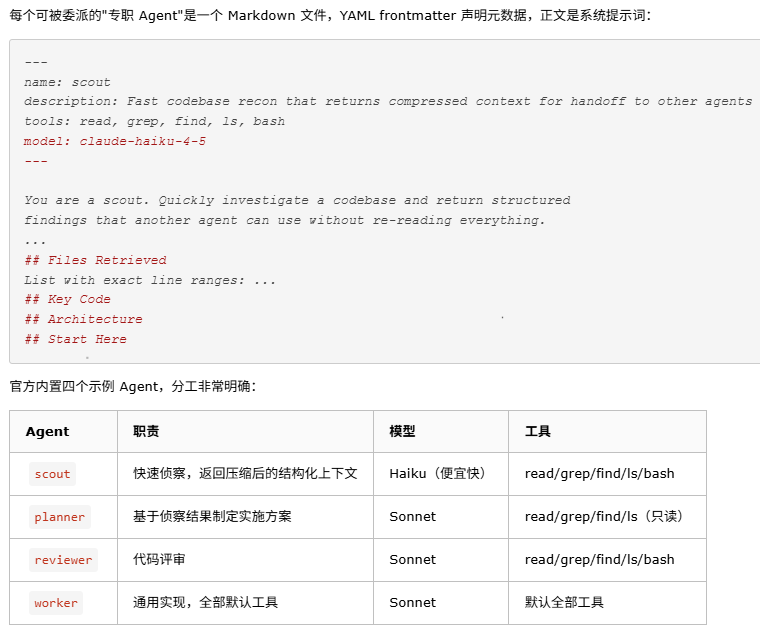 每个可被委派的"专职 Agent"是一个 Markdown 文件，YAML frontmatter 声明元数据，正文是系统提示词：
---
name: scout
description: Fast codebase recon that returns compressed context for handoff to other agents
tools: read, grep, find, ls, bash
model: claude-haiku-4-5
---
You are a scout. Quickly investigate a codebase and return structured
findings that another agent can use without re-reading everything.
...
## Files Retrieved
List with exact line ranges: ...
## Key Code
## Architecture
## Start Here
官方内置四个示例 Agent，分工非常明确：
Agent 职责 模型 工具
scout 快速侦察，返回压缩后的结构化上下文 Haiku（便宜快） read/grep/find/ls/bash
planner 基于侦察结果制定实施方案 Sonnet read/grep/find/ls（只读）
reviewer 代码评审 Sonnet read/grep/find/ls/bash
worker 通用实现，全部默认工具 Sonnet 默认全部工具